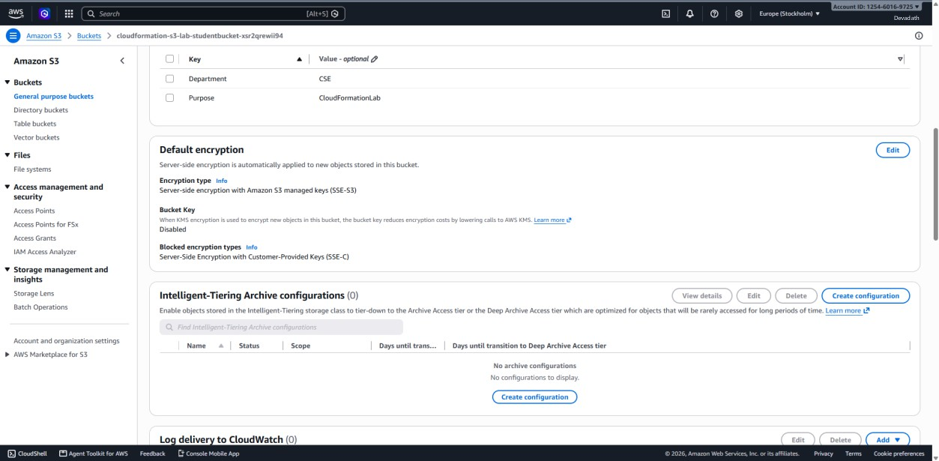 aws
Search
[Alt+S]
Europe (Stockholm)
Account ID: 1254-6016-9725
Devadath
Amazon S3 > Buckets > cloudformation-s3-lab-studentbucket-xsr2qrewii94
Amazon S3
Buckets
General purpose buckets
Directory buckets
Table buckets
Vector buckets
Files
File systems
Access management and security
Access Points
Access Points for FSx
Access Grants
IAM Access Analyzer
Storage management and insights
Storage Lens
Batch Operations
Account and organization settings
AWS Marketplace for S3
Key Value - optional
Department CSE
Purpose CloudFormationLab
Default encryption Edit
Server-side encryption is automatically applied to new objects stored in this bucket.
Encryption type Info
Server-side encryption with Amazon S3 managed keys (SSE-S3)
Bucket Key
When KMS encryption is used to encrypt new objects in this bucket, the bucket key reduces encryption costs by lowering calls to AWS KMS. Learn more
Disabled
Blocked encryption types Info
Server-Side Encryption with Customer-Provided Keys (SSE-C)
Intelligent-Tiering Archive configurations (0) View details Edit Delete Create configuration
Enable objects stored in the Intelligent-Tiering storage class to tier-down to the Archive Access tier or the Deep Archive Access tier which are optimized for objects that will be rarely accessed for long periods of time. Learn more
Find Intelligent-Tiering Archive configurations
Name Status Scope Days until trans... Days until transition to Deep Archive Access tier
No archive configurations
No configurations to display.
Create configuration
Log delivery to CloudWatch (0) Edit Delete Add
CloudShell Agent Toolkit for AWS Feedback Console Mobile App © 2026, Amazon Web Services, Inc. or its affiliates. Privacy Terms Cookie preferences